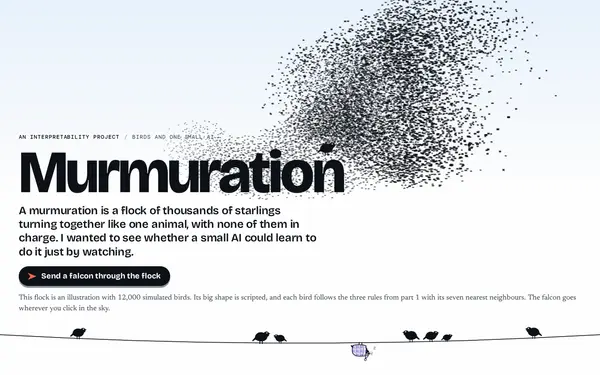 AN INTERPRETABILITY PROJECT / BIRDS AND ONE SMALL AI
Murmuration
A murmuration is a flock of thousands of starlings
turning together like one animal, with none of them in
charge. I wanted to see whether a small AI could learn to
do it just by watching.
Send a falcon through the flock
This flock is an illustration with 12,000 simulated birds. Its big shape is scripted, and each bird follows the three rules from part 1 with its seven nearest neighbours. The falcon goes
wherever you click in the sky.